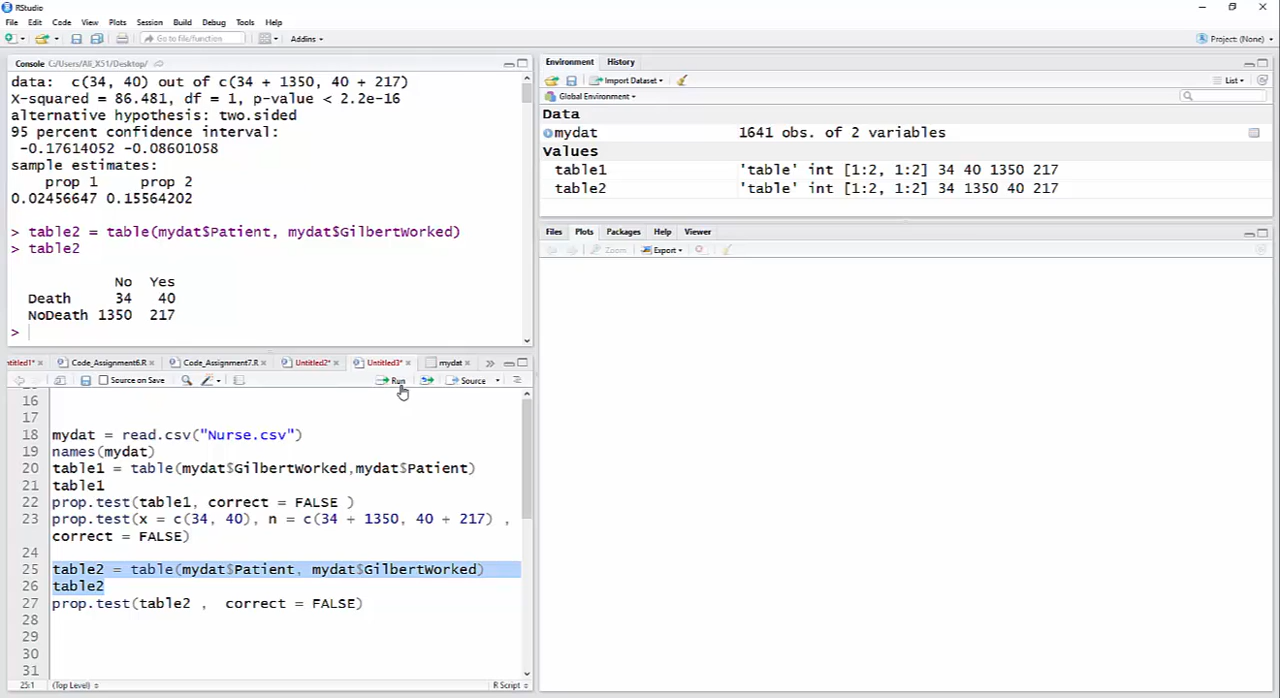 RStudio
File Edit Code View Plots Session Build Debug Tools Help
Go to file/function Addins Project: (None)
Console C:/Users/Ali_X51/Desktop/
data:  c(34, 40) out of c(34 + 1350, 40 + 217)
X-squared = 86.481, df = 1, p-value < 2.2e-16
alternative hypothesis: two.sided
95 percent confidence interval:
-0.17614052 -0.08601058
sample estimates:
prop 1 prop 2
0.02456647 0.15564202
> table2 = table(mydat$Patient, mydat$GilbertWorked)
> table2
No Yes
Death 34 40
NoDeath 1350 217
>
Environment History
Import Dataset List
Global Environment
Data
mydat 1641 obs. of 2 variables
Values
table1 'table' int [1:2, 1:2] 34 40 1350 217
table2 'table' int [1:2, 1:2] 34 1350 40 217
Files Plots Packages Help Viewer
Zoom Export
ntitled1* Code_Assignment6.R Code_Assignment7.R Untitled2* Untitled3* mydat
Source on Save Run Source
16
17
18 mydat = read.csv("Nurse.csv")
19 names(mydat)
20 table1 = table(mydat$GilbertWorked,mydat$Patient)
21 table1
22 prop.test(table1, correct = FALSE )
23 prop.test(x = c(34, 40), n = c(34 + 1350, 40 + 217) ,
correct = FALSE)
24
25 table2 = table(mydat$Patient, mydat$GilbertWorked)
26 table2
27 prop.test(table2 ,  correct = FALSE)
28
29
30
31
25:1 (Top Level) R Script